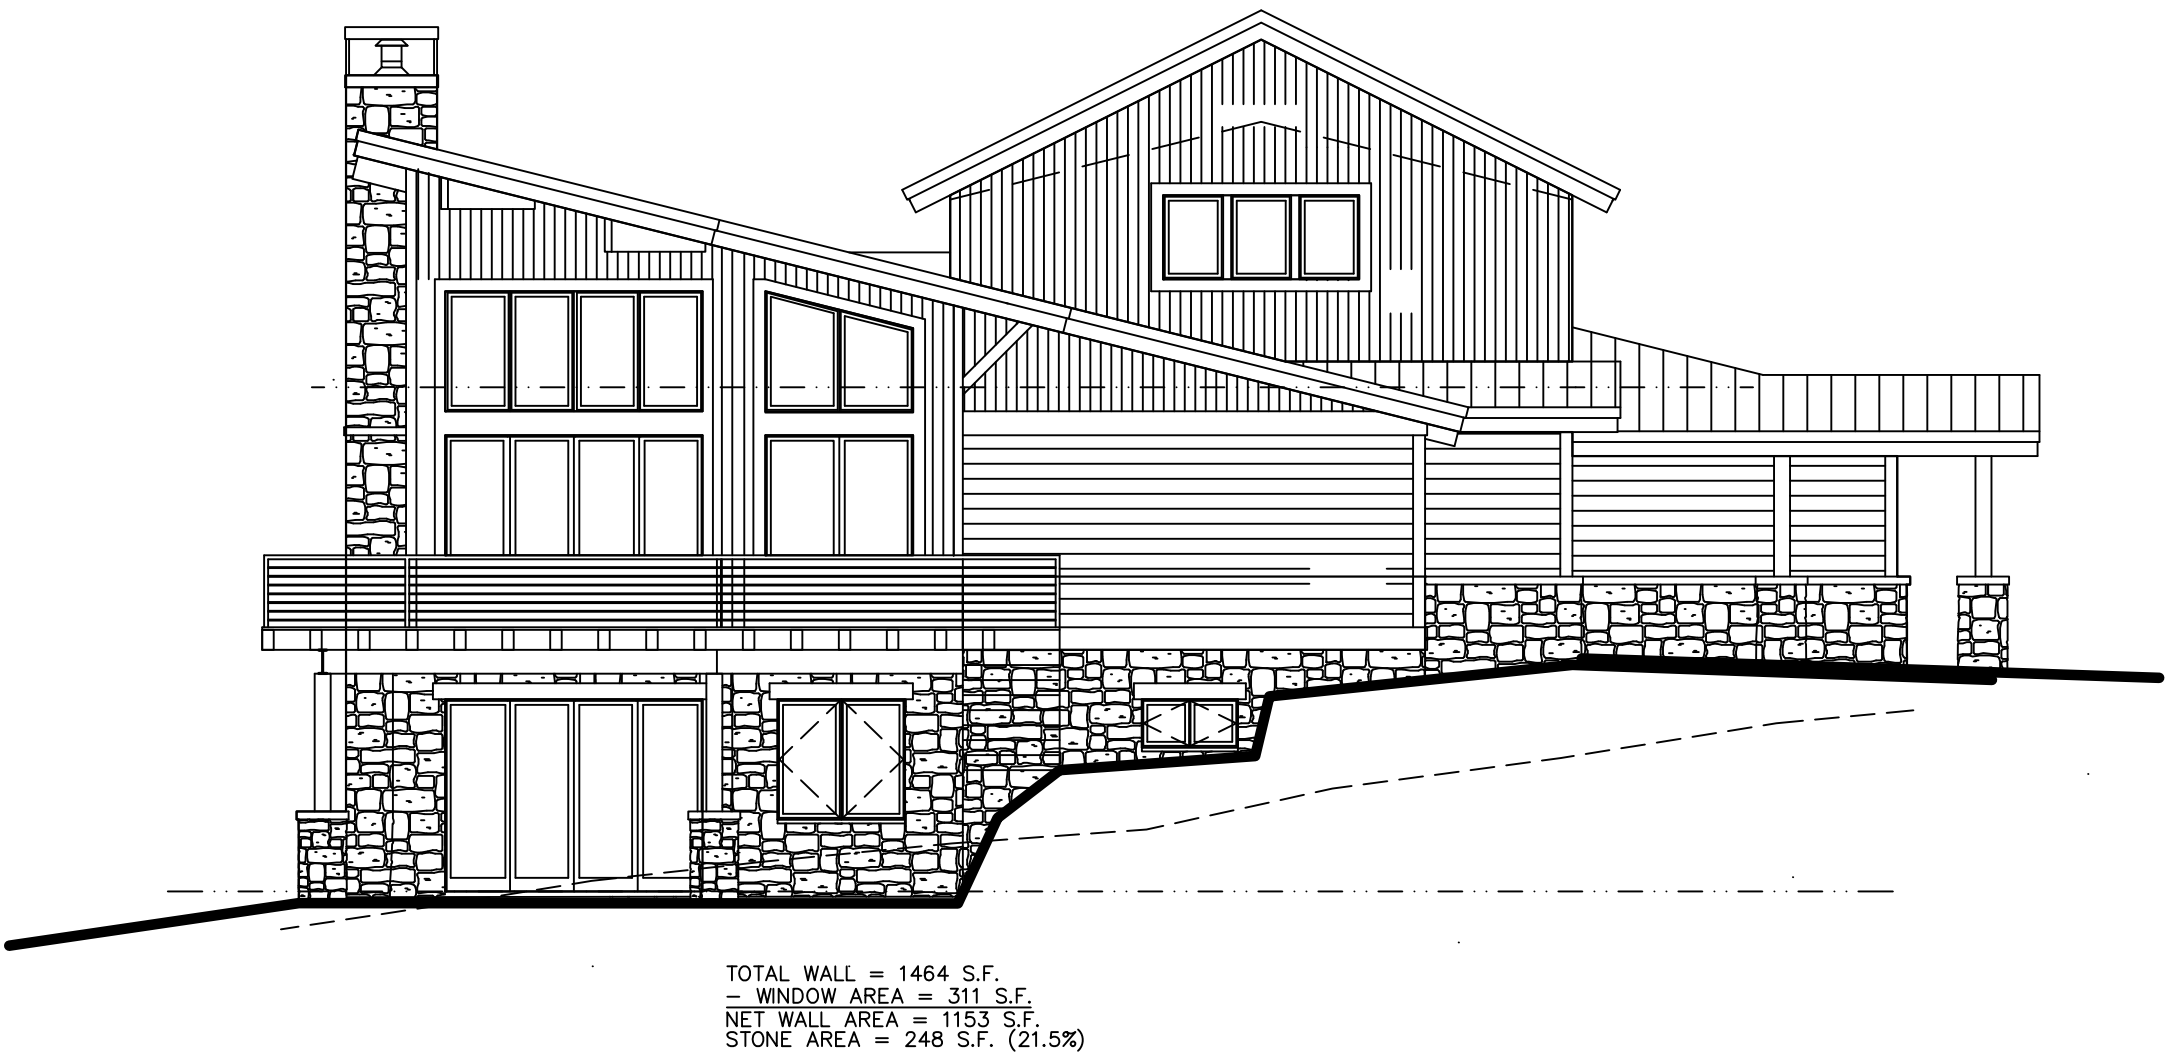 TOTAL WALL = 1464 S.F.
– WINDOW AREA = 311 S.F.
NET WALL AREA = 1153 S.F.
STONE AREA = 248 S.F. (21.5%)